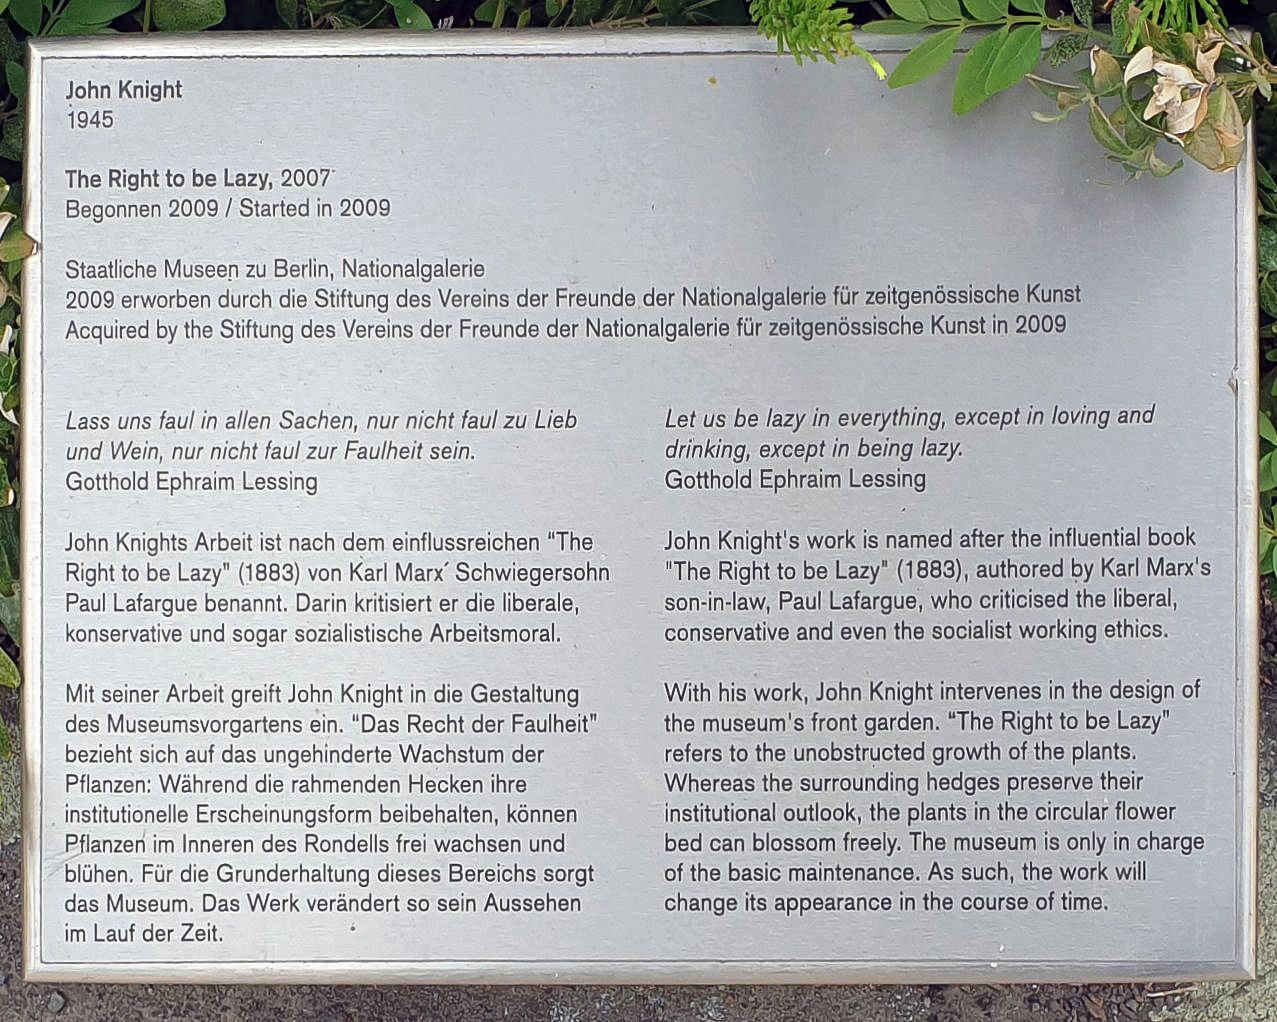 John Knight
1945
The Right to be Lazy, 2007
Begonnen 2009 / Started in 2009
Staatliche Museen zu Berlin, Nationalgalerie
2009 erworben durch die Stiftung des Vereins der Freunde der Nationalgalerie für zeitgenössische Kunst
Acquired by the Stiftung des Vereins der Freunde der Nationalgalerie für zeitgenössische Kunst in 2009
Lass uns faul in allen Sachen, nur nicht faul zu Lieb
und Wein, nur nicht faul zur Faulheit sein.
Gotthold Ephraim Lessing
John Knights Arbeit ist nach dem einflussreichen “The
Right to be Lazy" (1883) von Karl Marx´ Schwiegersohn
Paul Lafargue benannt. Darin kritisiert er die liberale,
konservative und sogar sozialistische Arbeitsmoral.
Mit seiner Arbeit greift John Knight in die Gestaltung
des Museumsvorgartens ein. “Das Recht der Faulheit"
bezieht sich auf das ungehinderte Wachstum der
Pflanzen: Während die rahmenden Hecken ihre
institutionelle Erscheinungsform beibehalten, können
Pflanzen im Inneren des Rondells frei wachsen und
blühen. Für die Grunderhaltung dieses Bereichs sorgt
das Museum. Das Werk verändert so sein Aussehen
im Lauf der Zeit.
Let us be lazy in everything, except in loving and
drinking, except in being lazy.
Gotthold Ephraim Lessing
John Knight's work is named after the influential book
"The Right to be Lazy" (1883), authored by Karl Marx's
son-in-law, Paul Lafargue, who criticised the liberal,
conservative and even the socialist working ethics.
With his work, John Knight intervenes in the design of
the museum's front garden. “The Right to be Lazy”
refers to the unobstructed growth of the plants.
Whereas the surrounding hedges preserve their
institutional outlook, the plants in the circular flower
bed can blossom freely. The museum is only in charge
of the basic maintenance. As such, the work will
change its appearance in the course of time.